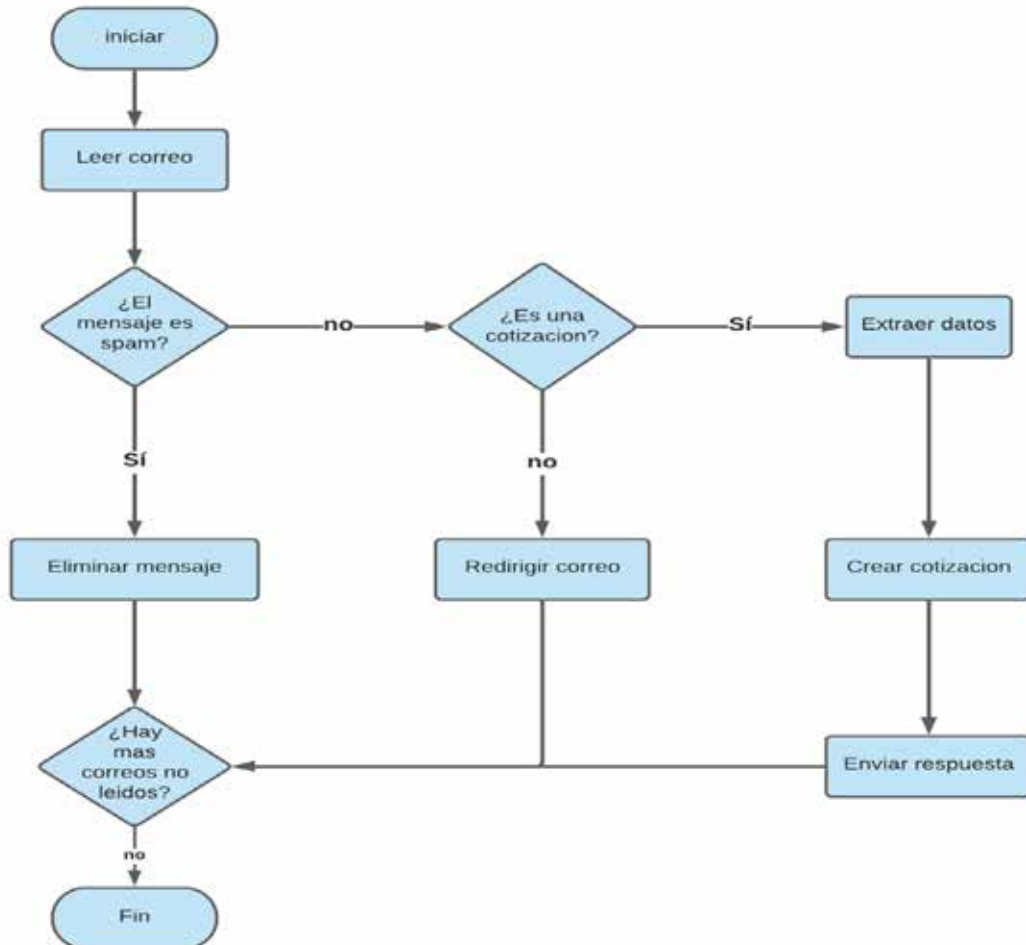 iniciar
Leer correo
¿El
mensaje es
spam?
no
¿Es una
cotizacion?
Sí
Extraer datos
Sí
no
Eliminar mensaje
Redirigir correo
Crear cotizacion
¿Hay
mas
correos no
leidos?
Enviar respuesta
no
Fin